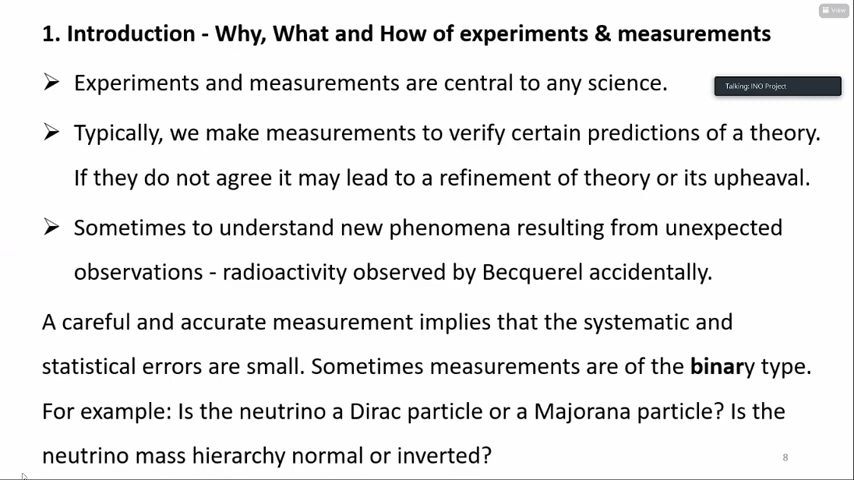 View
1. Introduction - Why, What and How of experiments & measurements
➢ Experiments and measurements are central to any science.
Talking: INO Project
➢ Typically, we make measurements to verify certain predictions of a theory.
If they do not agree it may lead to a refinement of theory or its upheaval.
➢ Sometimes to understand new phenomena resulting from unexpected
observations - radioactivity observed by Becquerel accidentally.
A careful and accurate measurement implies that the systematic and
statistical errors are small. Sometimes measurements are of the binary type.
For example: Is the neutrino a Dirac particle or a Majorana particle? Is the
neutrino mass hierarchy normal or inverted?
8